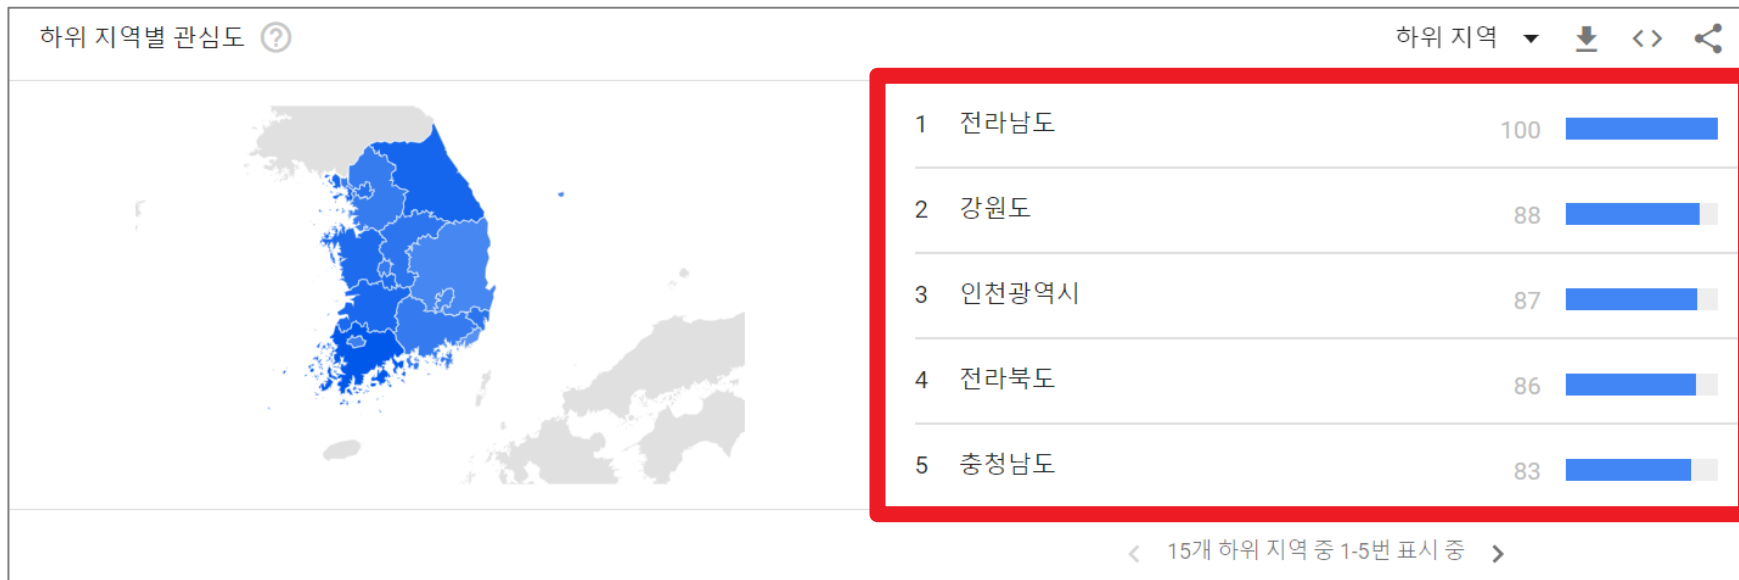 하위 지역별 관심도 ?
하위 지역
1 전라남도 100
2 강원도 88
3 인천광역시 87
4 전라북도 86
5 충청남도 83
15개 하위 지역 중 1-5번 표시 중